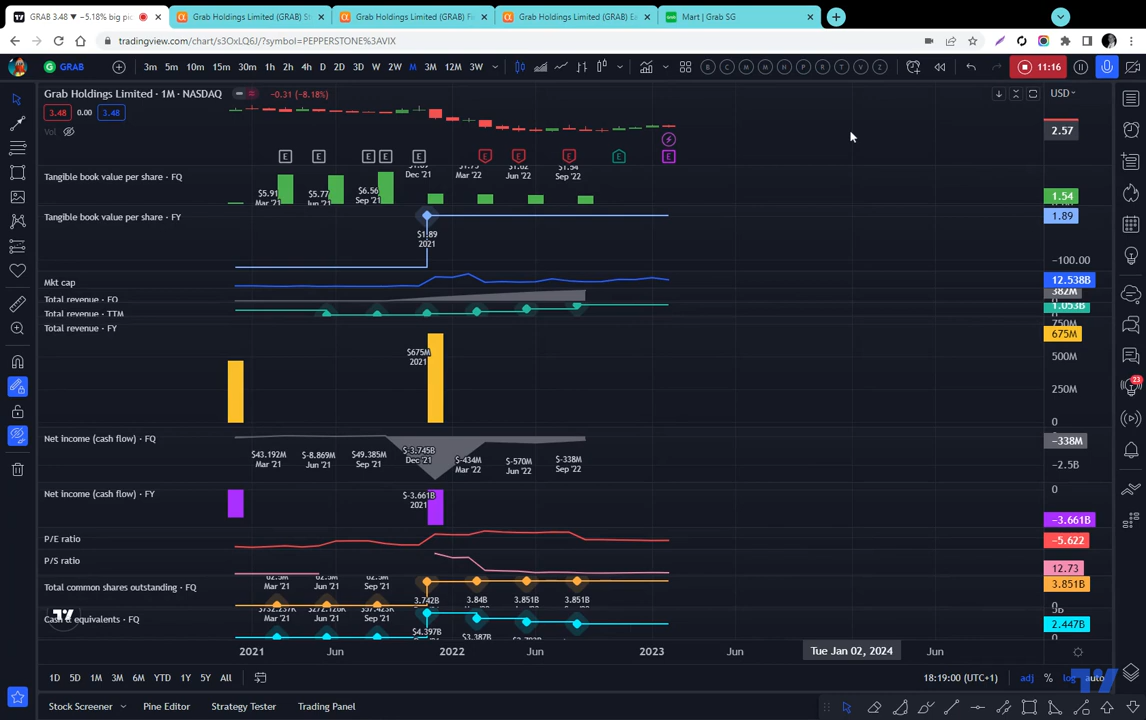 GRAB 3.48 ▼ −5.18% big pic
Grab Holdings Limited (GRAB) St
Grab Holdings Limited (GRAB) Fi
Grab Holdings Limited (GRAB) Ea
Mart | Grab SG
tradingview.com/chart/s3OxLQ6J/?symbol=PEPPERSTONE%3AVIX
GRAB
3m 5m 10m 15m 30m 1h 2h 4h D 2D 3D W 2W M 3M 12M 3W
11:16
Grab Holdings Limited · 1M · NASDAQ
−0.31 (−8.18%)
USD
3.48 0.00 3.48
2.57
Vol
E E E E E E E E E E
Dec '21 Mar '22 Jun '22 Sep '22
Tangible book value per share · FQ
$5.91 $5.77 $6.56
Mar '21 Jun '21 Sep '21
1.54
Tangible book value per share · FY
1.89
$1.89
2021
−100.00
Mkt cap
12.538B
Total revenue · FQ
382M
Total revenue · TTM
1.053B
Total revenue · FY
750M
675M
$675M
2021
500M
250M
0
Net income (cash flow) · FQ
−338M
$43.192M $-8.869M $49.385M $-3.745B $-434M $-570M $-338M
Mar '21 Jun '21 Sep '21 Dec '21 Mar '22 Jun '22 Sep '22
−2.5B
Net income (cash flow) · FY
0
$-3.661B
2021
−3.661B
P/E ratio
−5.622
P/S ratio
12.73
Total common shares outstanding · FQ
Mar '21 Jun '21 Sep '21
3.742B 3.84B 3.851B 3.851B
3.851B
Cash & equivalents · FQ
$4.397B $3.387B
2.447B
0
2021 Jun 2022 Jun 2023 Jun Tue Jan 02, 2024 Jun
1D 5D 1M 3M 6M YTD 1Y 5Y All
18:19:00 (UTC+1) adj % log auto
Stock Screener Pine Editor Strategy Tester Trading Panel
23